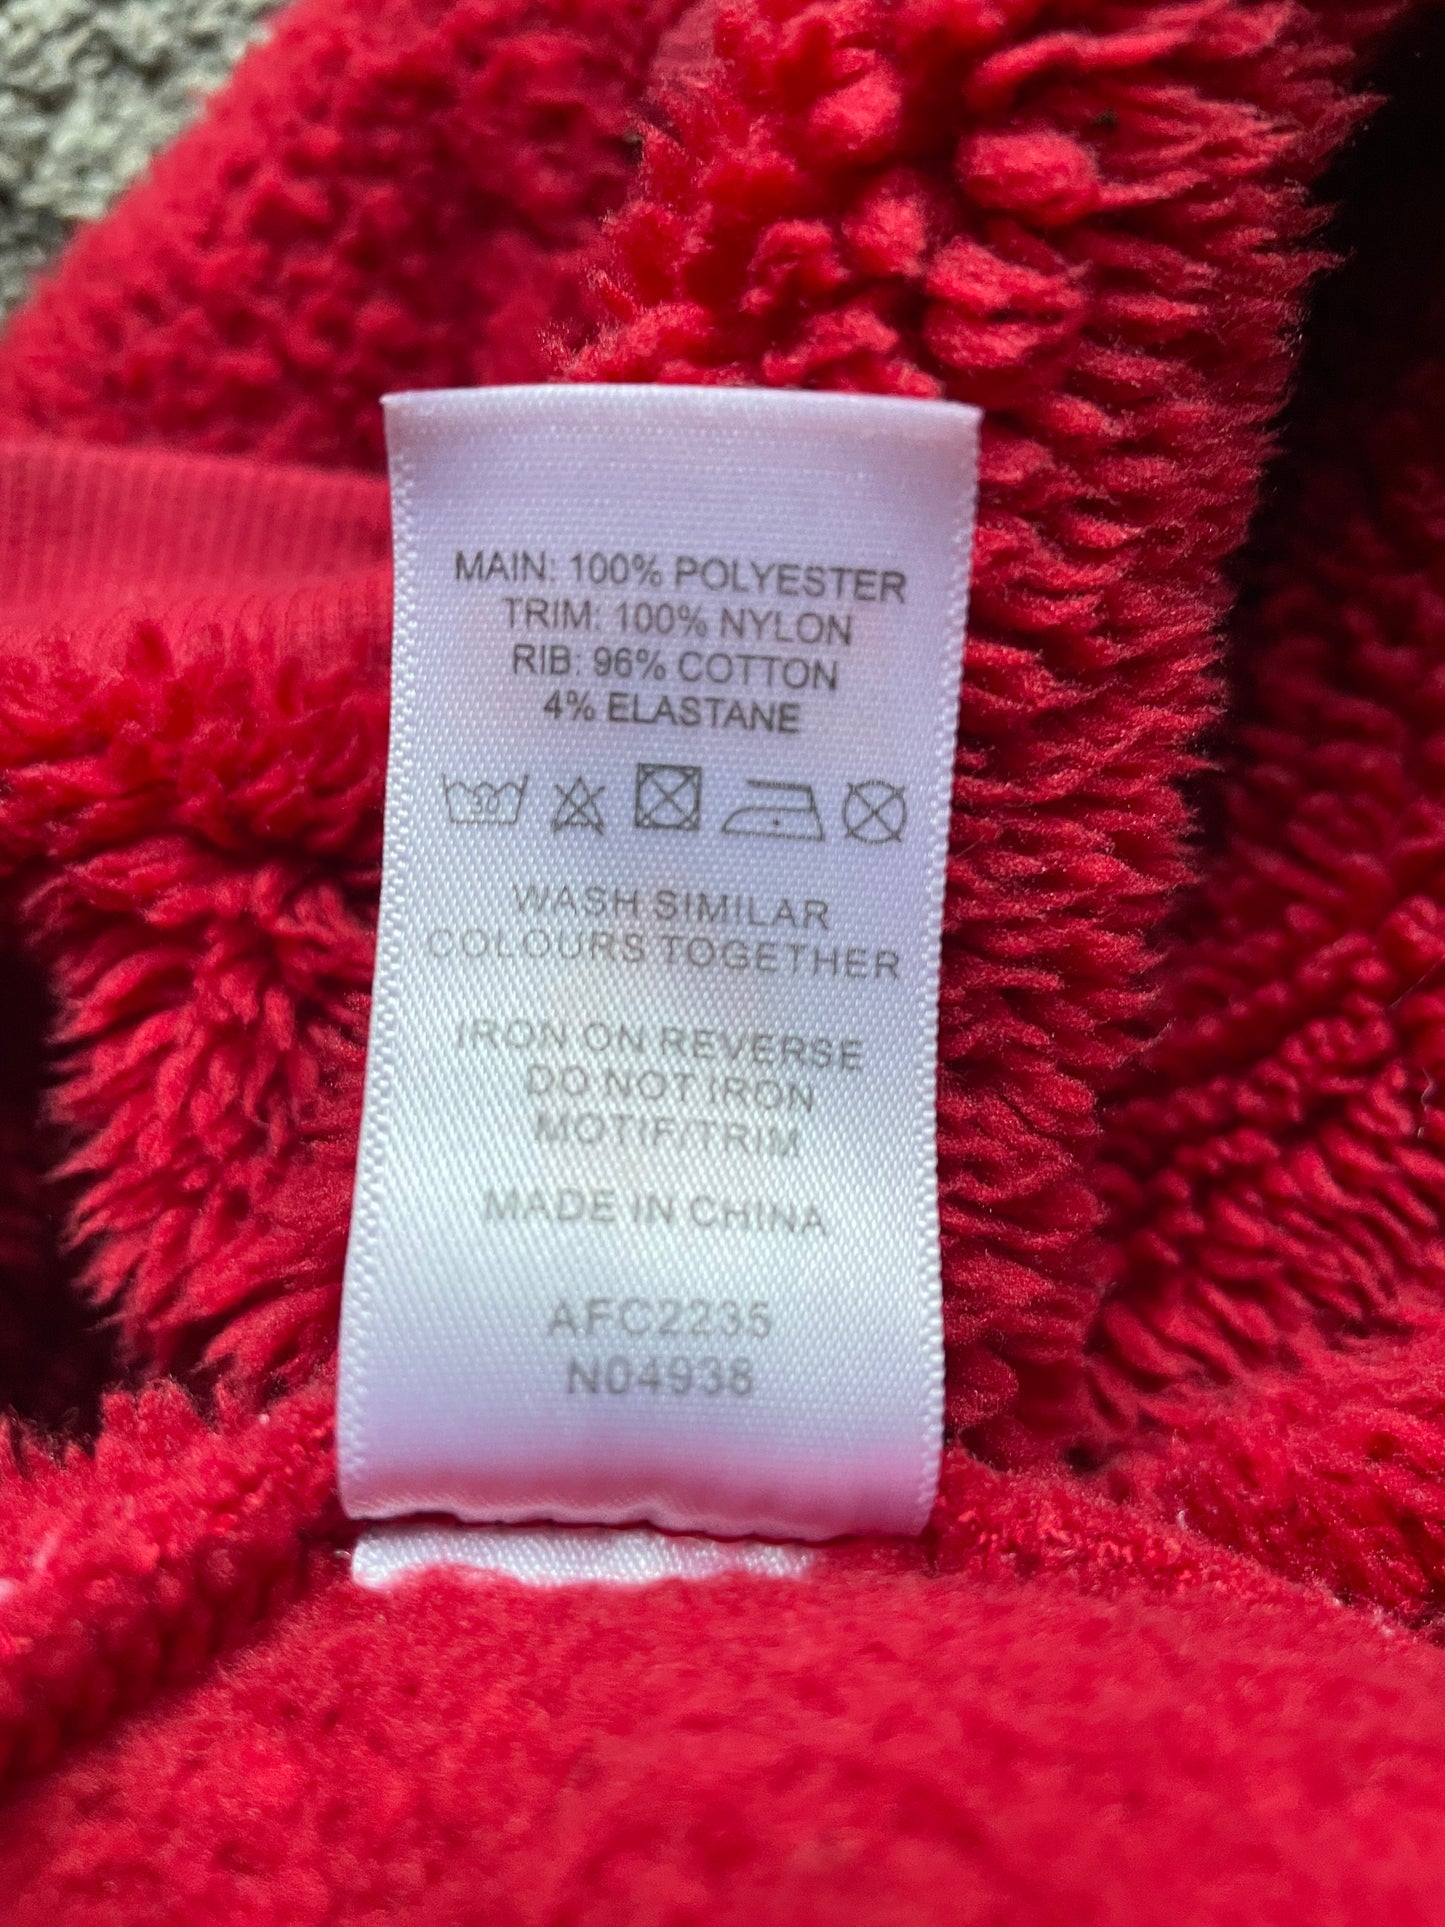 MAIN: 100% POLYESTER
TRIM: 100% NYLON
RIB: 96% COTTON
4% ELASTANE
30
WASH SIMILAR
COLOURS TOGETHER
IRON ON REVERSE
DO NOT IRON
MOTIF/TRIM
MADE IN CHINA
AFC2235
N04938